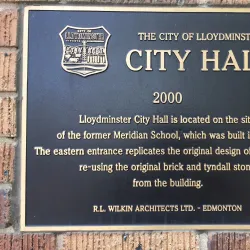 THE CITY OF LLOYDMINST
CITY HAL
2000
Lloydminster City Hall is located on the sit
of the former Meridian School, which was built i
The eastern entrance replicates the original design of
re-using the original brick and tyndall ston
from the building.
R.L. WILKIN ARCHITECTS LTD. - EDMONTON